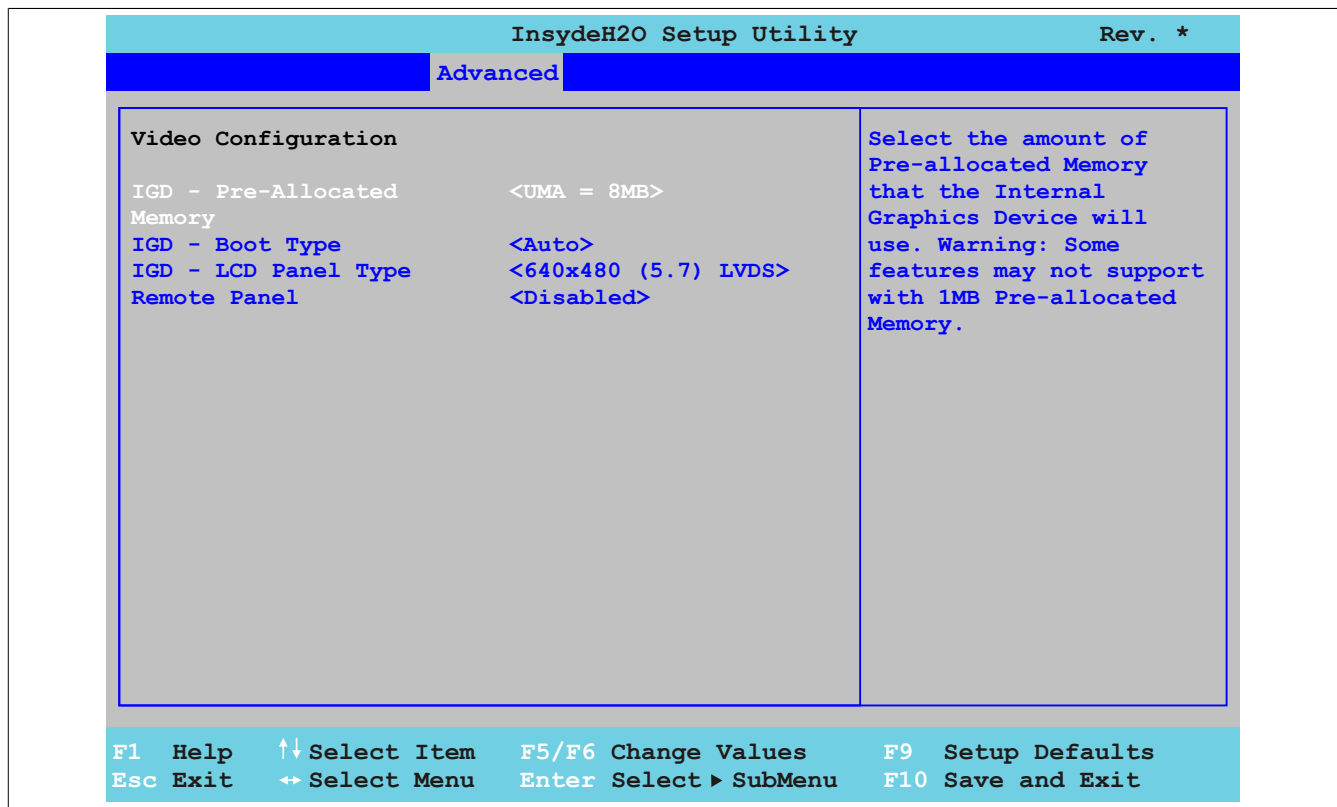 InsydeH2O Setup Utility Rev. *
Advanced
Video Configuration
IGD - Pre-Allocated Memory <UMA = 8MB>
IGD - Boot Type <Auto>
IGD - LCD Panel Type <640x480 (5.7) LVDS>
Remote Panel <Disabled>
Select the amount of
Pre-allocated Memory
that the Internal
Graphics Device will
use. Warning: Some
features may not support
with 1MB Pre-allocated
Memory.
F1 Help ↑↓ Select Item F5/F6 Change Values F9 Setup Defaults
Esc Exit ↔ Select Menu Enter Select ▶ SubMenu F10 Save and Exit